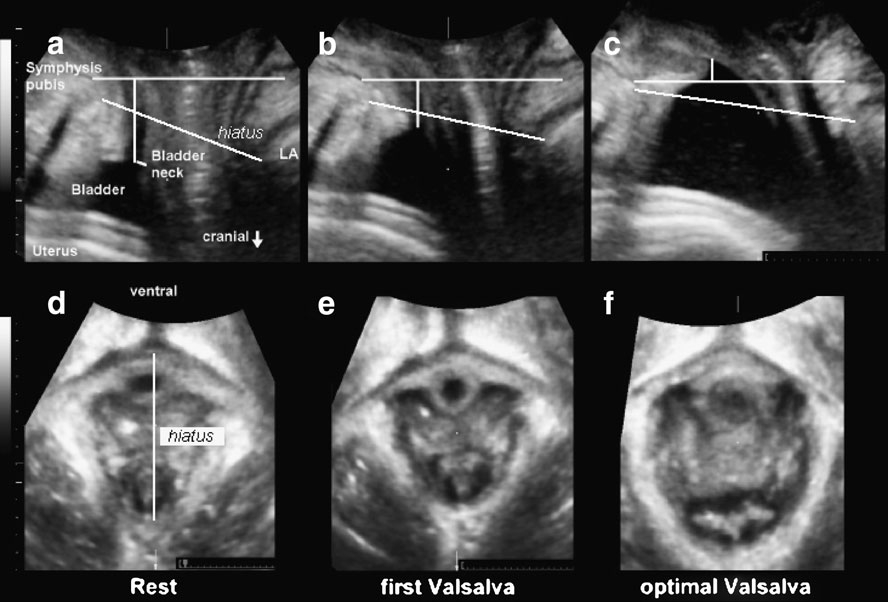 a
b
c
Symphysis
pubis
hiatus
LA
Bladder
neck
Bladder
cranial
Uterus
d
ventral
e
f
hiatus
Rest
first Valsalva
optimal Valsalva